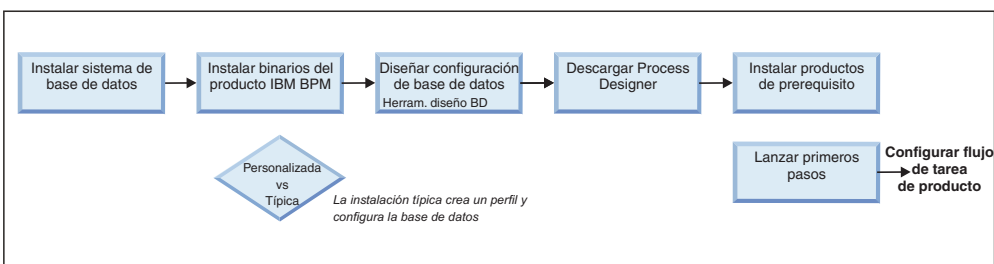 Instalar sistema de
base de datos
Instalar binarios del
producto IBM BPM
Diseñar configuración
de base de datos
Herram. diseño BD
Descargar Process
Designer
Instalar productos
de prerequisito
Personalizada
vs
Típica
La instalación típica crea un perfil y
configura la base de datos
Lanzar primeros
pasos
Configurar flujo
de tarea
de producto